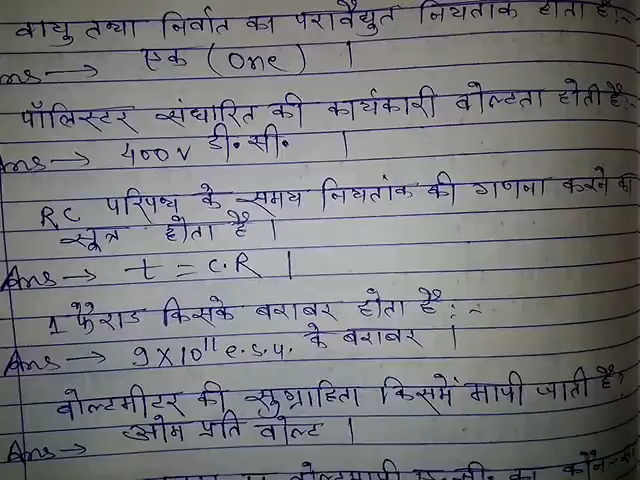 वायु तथा निर्वात का परावैद्युत नियतांक होता है:-
Ans → एक (One) |
पॉलिस्टर संधारित की कार्यकारी वोल्टता होती है:
Ans → 400V डी॰ सी॰ |
RC परिपथ के समय नियतांक की गणना करने का
सूत्र होता है |
Ans → t = C.R |
1 फैराड किसके बराबर होता है:-
Ans → 9×10¹¹ e.s.u. के बराबर |
वोल्टमीटर की सुग्राहिता किसमें मापी जाती है?
Ans → ओम प्रति वोल्ट |